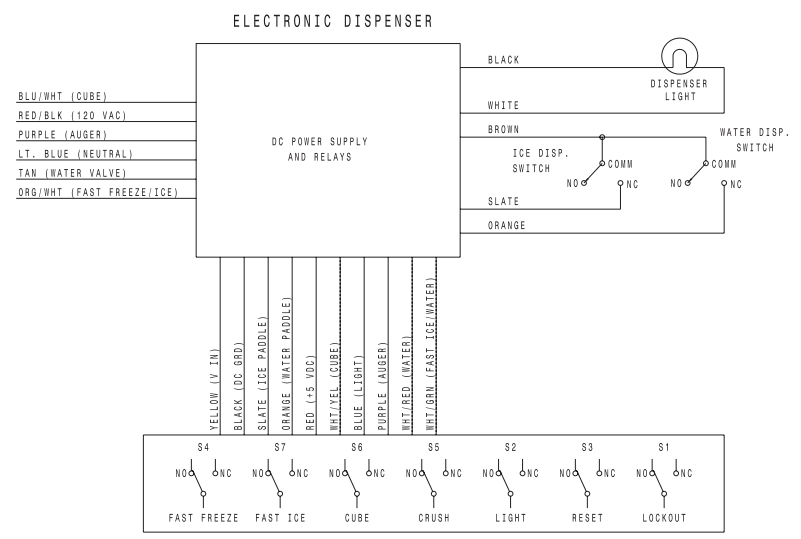 ELECTRONIC DISPENSER
BLACK
DISPENSER
LIGHT
BLU/WHT (CUBE)
WHITE
RED/BLK (120 VAC)
BROWN
WATER DISP.
SWITCH
PURPLE (AUGER)
DC POWER SUPPLY
AND RELAYS
ICE DISP.
SWITCH
COMM
COMM
LT. BLUE (NEUTRAL)
TAN (WATER VALVE)
NO
NC
NO
NC
ORG/WHT (FAST FREEZE/ICE)
SLATE
ORANGE
YELLOW (V IN)
BLACK (DC GRD)
SLATE (ICE PADDLE)
ORANGE (WATER PADDLE)
RED (+5 VDC)
WHT/YEL (CUBE)
BLUE (LIGHT)
PURPLE (AUGER)
WHT/RED (WATER)
WHT/GRN (FAST ICE/WATER)
S4 S7 S6 S5 S2 S3 S1
NO NC NO NC NO NC NO NC NO NC NO NC NO NC
FAST FREEZE FAST ICE CUBE CRUSH LIGHT RESET LOCKOUT